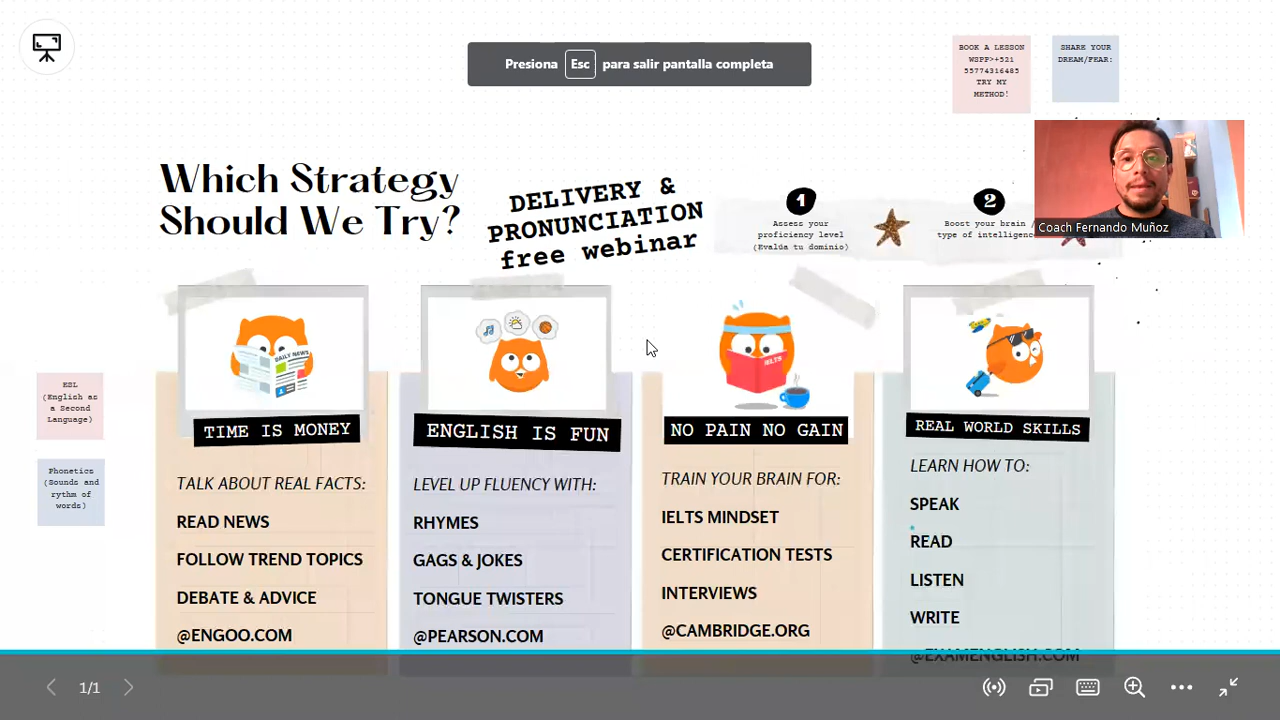 Presiona Esc para salir pantalla completa
BOOK A LESSON
WSPP>+521
55774316485
TRY MY
METHOD!
SHARE YOUR
DREAM/FEAR:
Which Strategy
Should We Try?
DELIVERY &
PRONUNCIATION
free webinar
1
Assess your
proficiency level
(Evalúa tu dominio)
2
Boost your brain /
type of intelligence
Coach Fernando Muñoz
ESL
(English as
a Second
Language)
Phonetics
(Sounds and
rythm of
words)
DAILY NEWS
TIME IS MONEY
TALK ABOUT REAL FACTS:
READ NEWS
FOLLOW TREND TOPICS
DEBATE & ADVICE
@ENGOO.COM
ENGLISH IS FUN
LEVEL UP FLUENCY WITH:
RHYMES
GAGS & JOKES
TONGUE TWISTERS
@PEARSON.COM
IELTS
NO PAIN NO GAIN
TRAIN YOUR BRAIN FOR:
IELTS MINDSET
CERTIFICATION TESTS
INTERVIEWS
@CAMBRIDGE.ORG
REAL WORLD SKILLS
LEARN HOW TO:
SPEAK
READ
LISTEN
WRITE
@EXAMENGLISH.COM
1/1